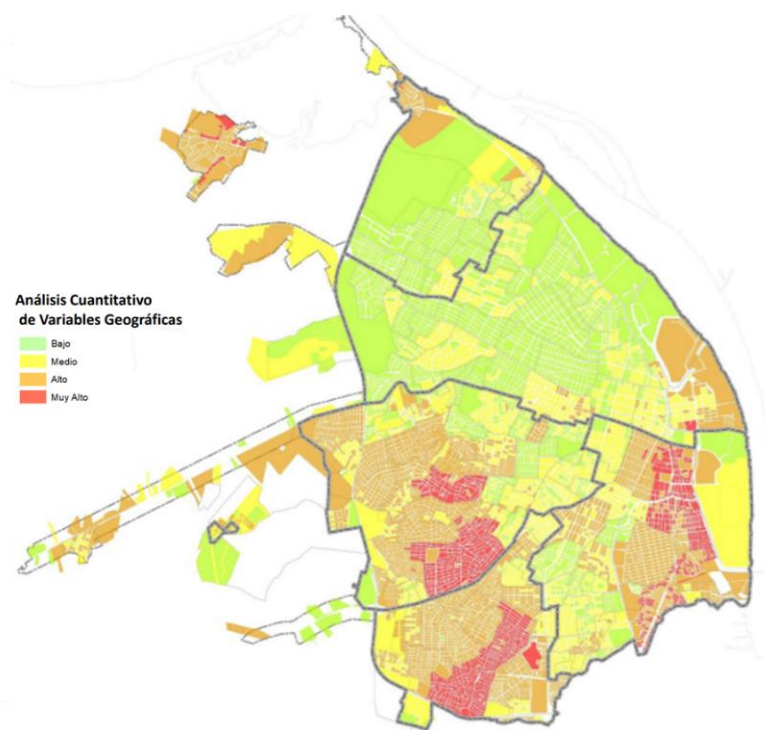 Análisis Cuantitativo
de Variables Geográficas
Bajo
Medio
Alto
Muy Alto